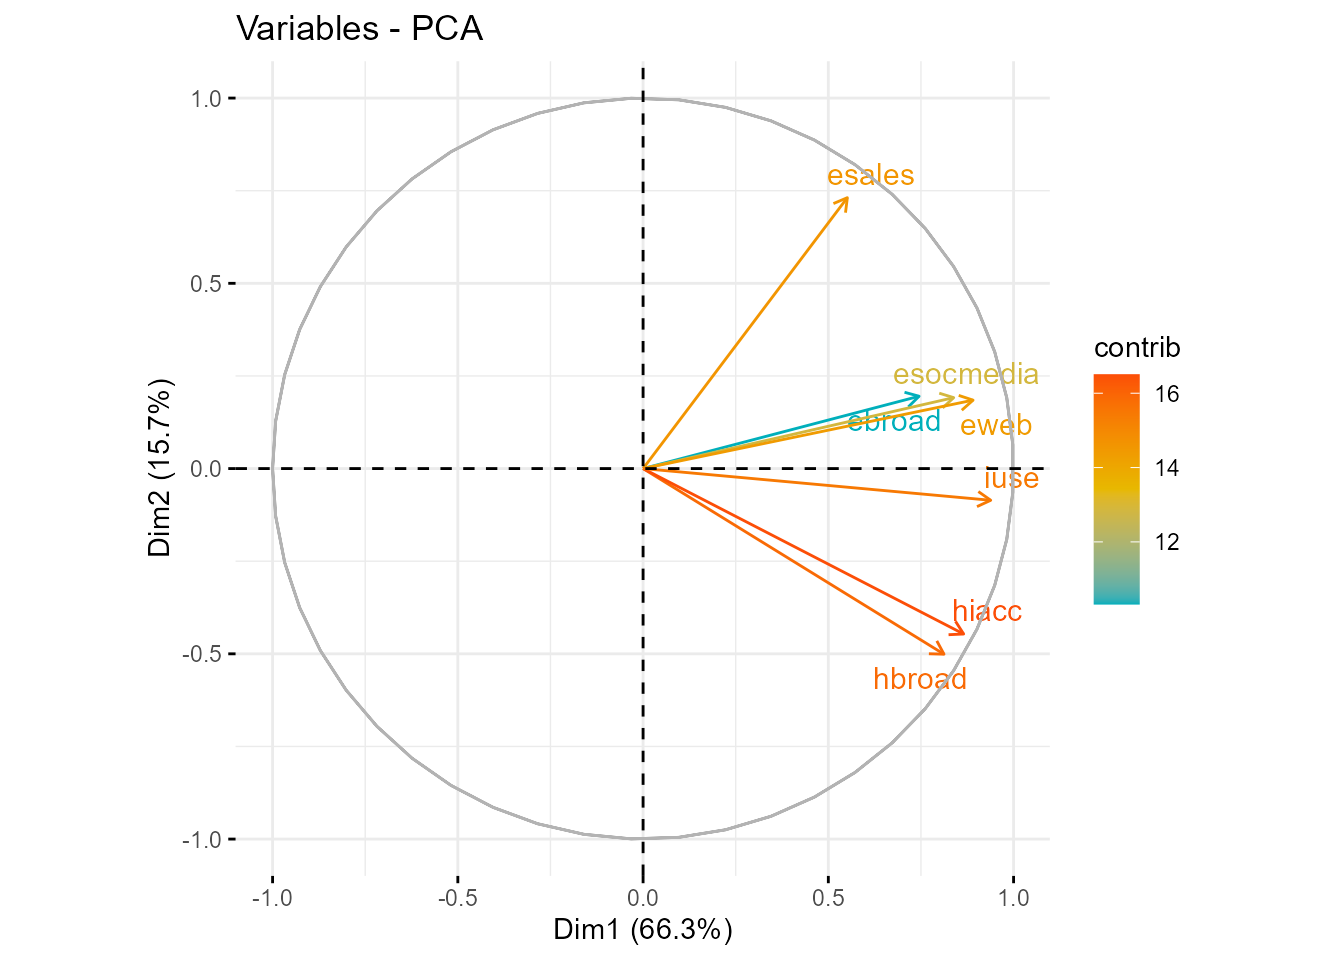 Variables - PCA
1.0
0.5
0.0
-0.5
-1.0
Dim2 (15.7%)
esales
esocmedia
ebroad
eweb
iuse
hiacc
hbroad
-1.0
-0.5
0.0
0.5
1.0
Dim1 (66.3%)
contrib
16
14
12